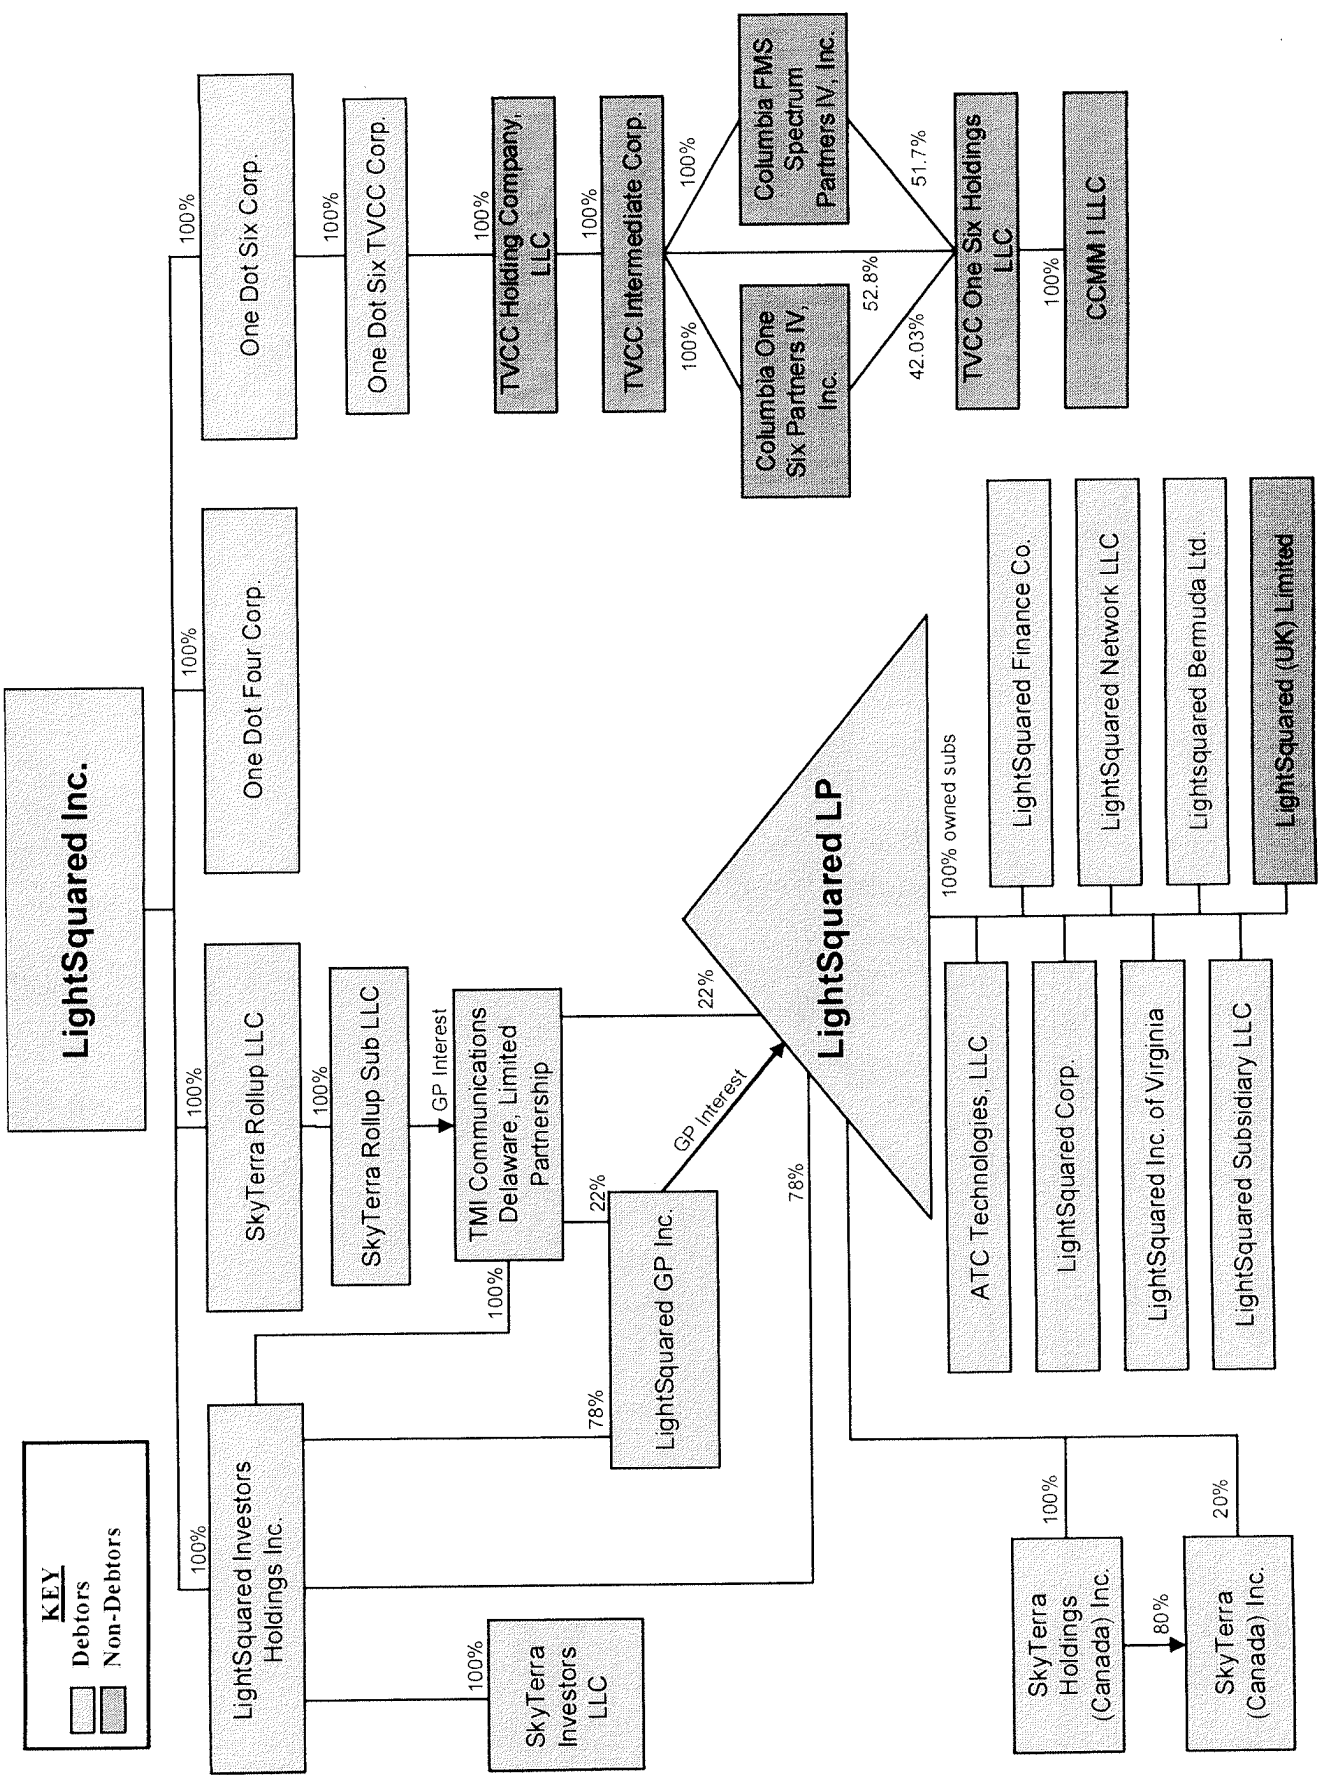 KEY
Debtors
Non-Debtors
LightSquared Inc.
100%
LightSquared Investors
Holdings Inc.
100%
SkyTerra Rollup LLC
100%
One Dot Four Corp.
100%
One Dot Six Corp.
100%
SkyTerra Rollup Sub LLC
100%
One Dot Six TVCC Corp.
GP Interest
100%
TMI Communications
Delaware, Limited
Partnership
100%
SkyTerra
Investors
LLC
100%
TVCC Holding Company,
LLC
100%
TVCC Intermediate Corp.
78%
22%
LightSquared GP Inc.
GP Interest
22%
78%
LightSquared LP
100%
100%
Columbia One
Six Partners IV,
Inc.
Columbia FMS
Spectrum
Partners IV, Inc.
42.03%
52.8%
51.7%
TVCC One Six Holdings
LLC
100%
CCMM I LLC
100% owned subs
ATC Technologies, LLC
LightSquared Finance Co.
LightSquared Corp.
LightSquared Network LLC
LightSquared Inc. of Virginia
Lightsquared Bermuda Ltd.
LightSquared Subsidiary LLC
LightSquared (UK) Limited
100%
SkyTerra
Holdings
(Canada) Inc.
80%
20%
SkyTerra
(Canada) Inc.